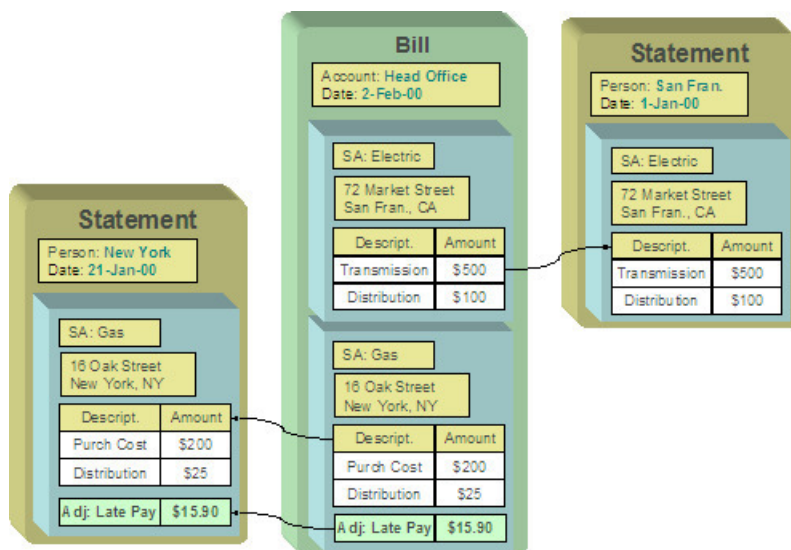 Statement
Person: New York
Date: 21-Jan-00
SA: Gas
16 Oak Street
New York, NY
Descript. Amount
Purch Cost $200
Distribution $25
Adj: Late Pay $15.90
Bill
Account: Head Office
Date: 2-Feb-00
SA: Electric
72 Market Street
San Fran., CA
Descript. Amount
Transmission $500
Distribution $100
SA: Gas
16 Oak Street
New York, NY
Descript. Amount
Purch Cost $200
Distribution $25
Adj: Late Pay $15.90
Statement
Person: San Fran.
Date: 1-Jan-00
SA: Electric
72 Market Street
San Fran., CA
Descript. Amount
Transmission $500
Distribution $100